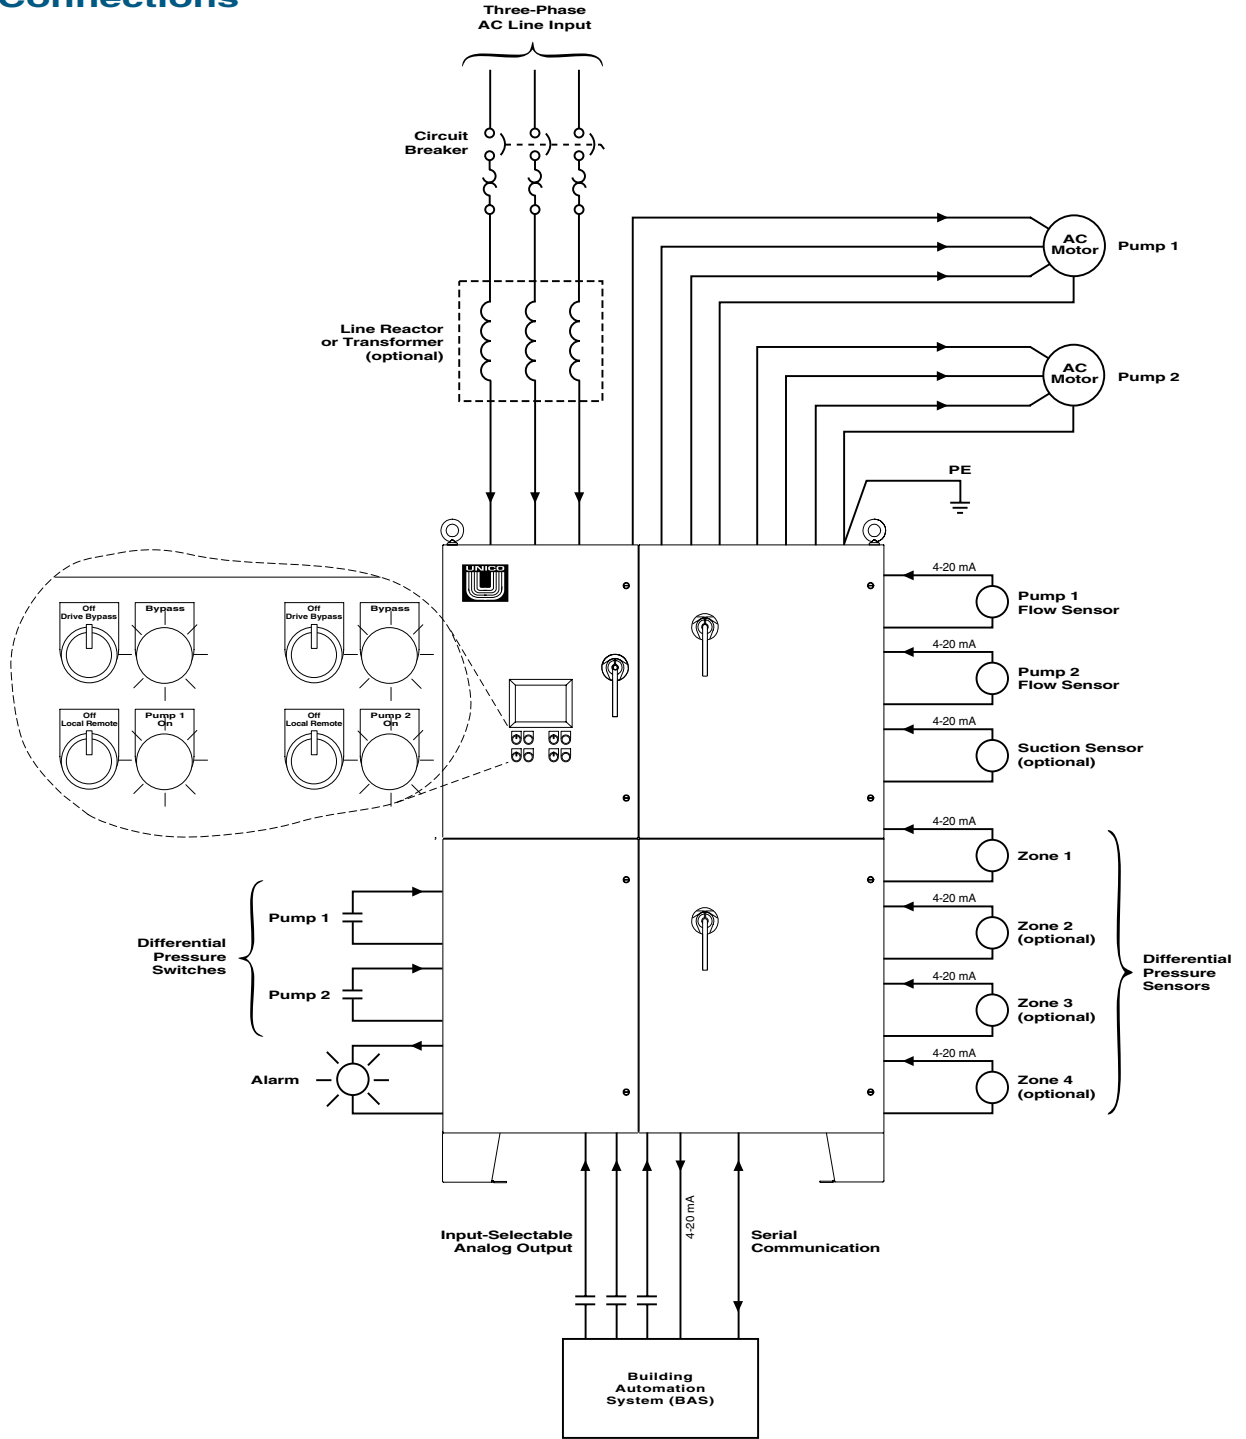 Connections
Three-Phase
AC Line Input
Circuit
Breaker
AC
Motor
Pump 1
Line Reactor
or Transformer
(optional)
AC
Motor
Pump 2
PE
UNICO
4-20 mA
Pump 1
Flow Sensor
Off
Drive Bypass
Bypass
Off
Drive Bypass
Bypass
4-20 mA
Pump 2
Flow Sensor
Off
Local Remote
Pump 1
On
Off
Local Remote
Pump 2
On
4-20 mA
Suction Sensor
(optional)
4-20 mA
Zone 1
4-20 mA
Zone 2
(optional)
4-20 mA
Zone 3
(optional)
4-20 mA
Zone 4
(optional)
Differential
Pressure
Sensors
Differential
Pressure
Switches
Pump 1
Pump 2
Alarm
Input-Selectable
Analog Output
4-20 mA
Serial
Communication
Building
Automation
System (BAS)